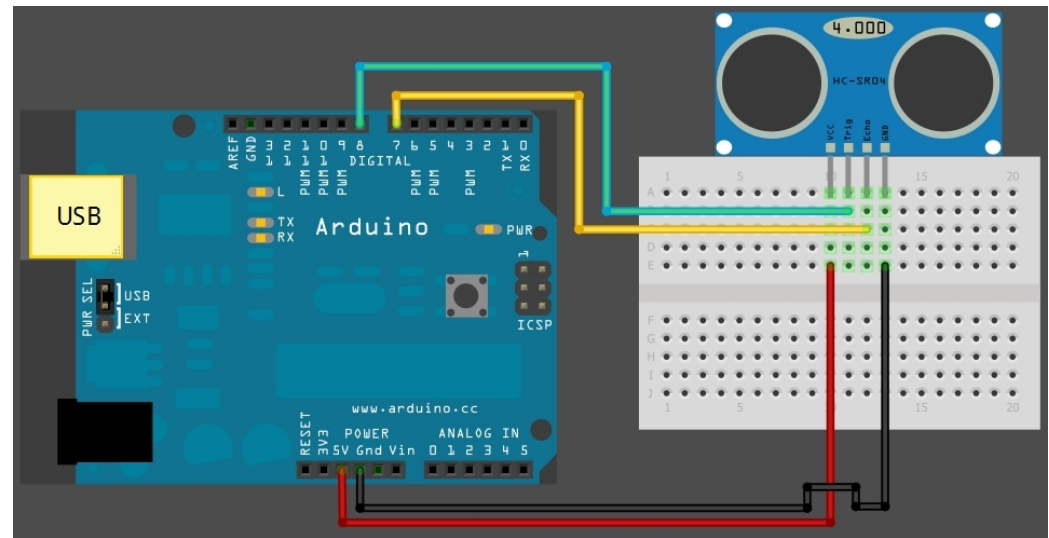 4.000
HC-SR04
VCC Trig Echo GND
AREF GND 13 12 11 10 9 8 7 6 5 4 3 2 1 0
PWM PWM PWM PWM PWM PWM TX RX
DIGITAL
L
TX
RX
Arduino
PWR
USB
1
ICSP
PWR SEL
USB
EXT
www.arduino.cc
POWER
ANALOG IN
RESET 3V3 5V Gnd Vin 0 1 2 3 4 5
1 5 15 20
A
D
E
F
G
H
I
J
1 5 15 20